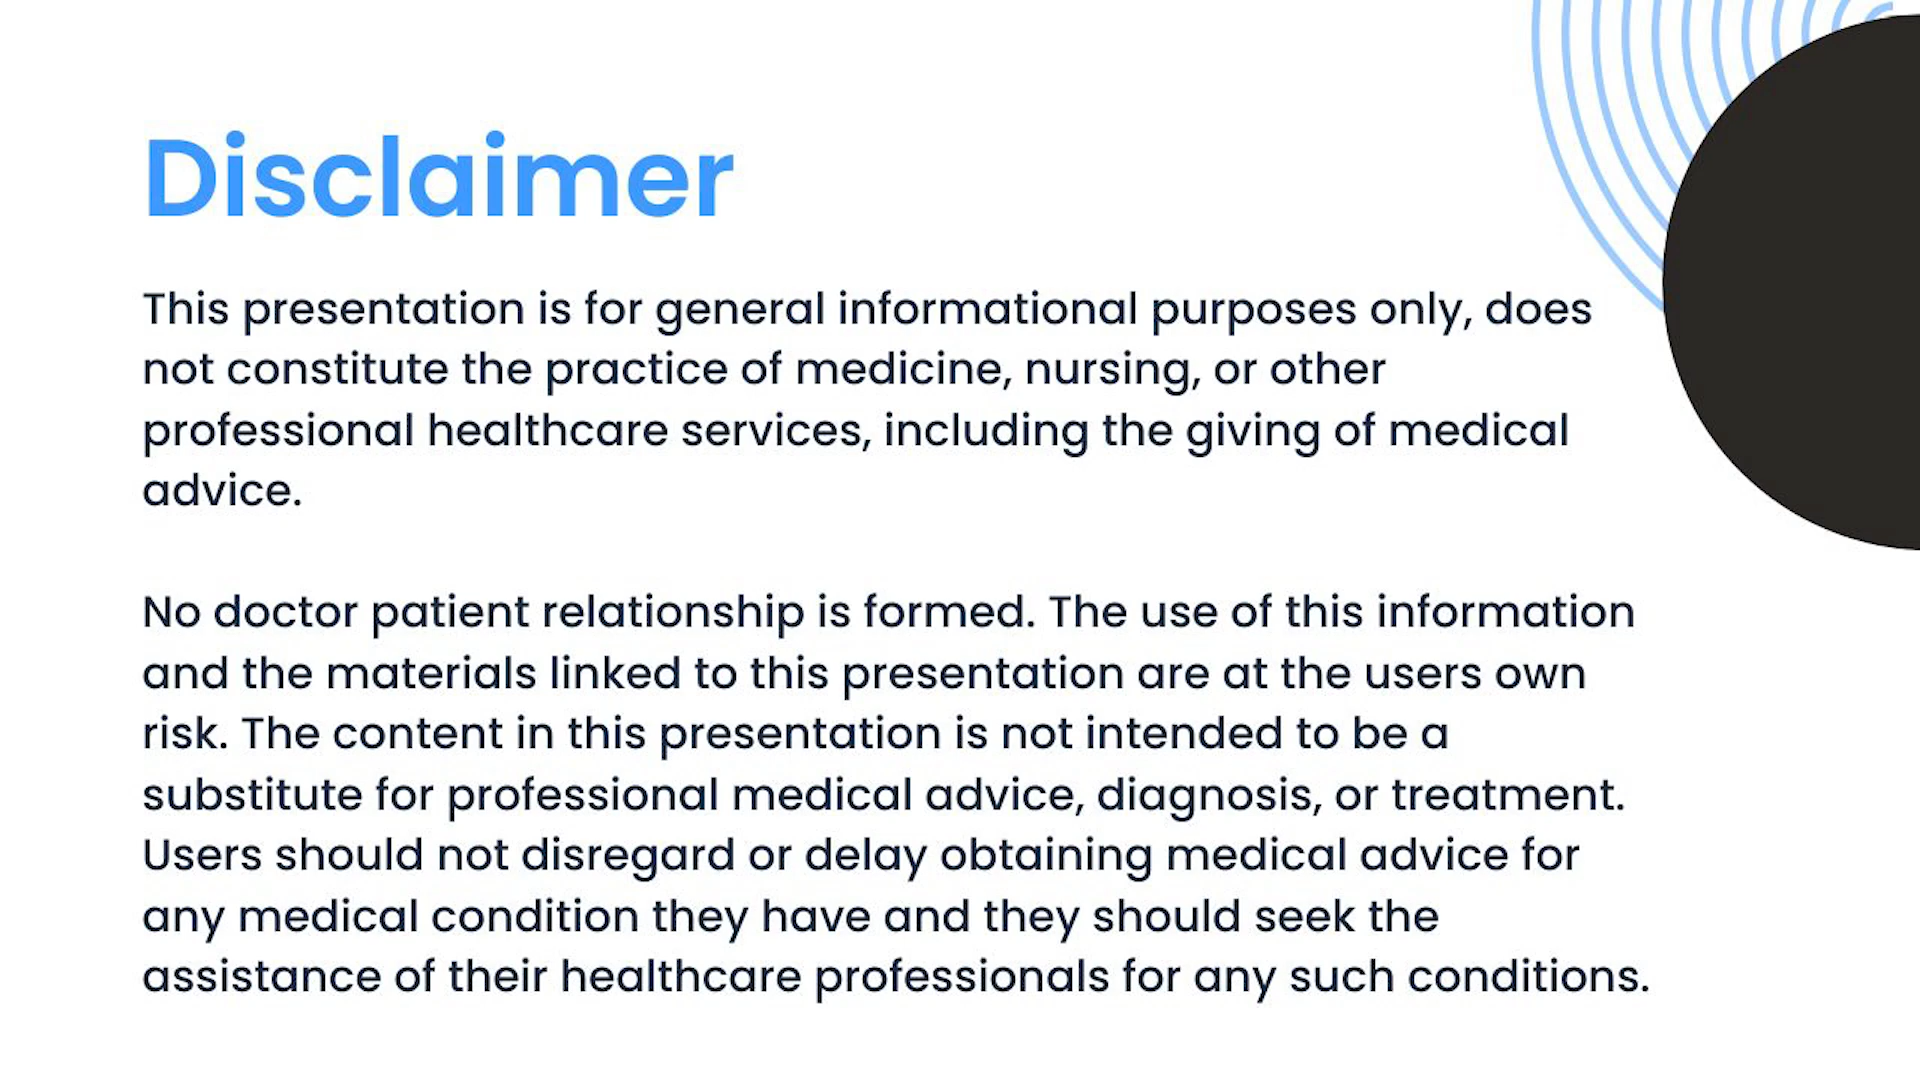 Disclaimer
This presentation is for general informational purposes only, does
not constitute the practice of medicine, nursing, or other
professional healthcare services, including the giving of medical
advice.
No doctor patient relationship is formed. The use of this information
and the materials linked to this presentation are at the users own
risk. The content in this presentation is not intended to be a
substitute for professional medical advice, diagnosis, or treatment.
Users should not disregard or delay obtaining medical advice for
any medical condition they have and they should seek the
assistance of their healthcare professionals for any such conditions.